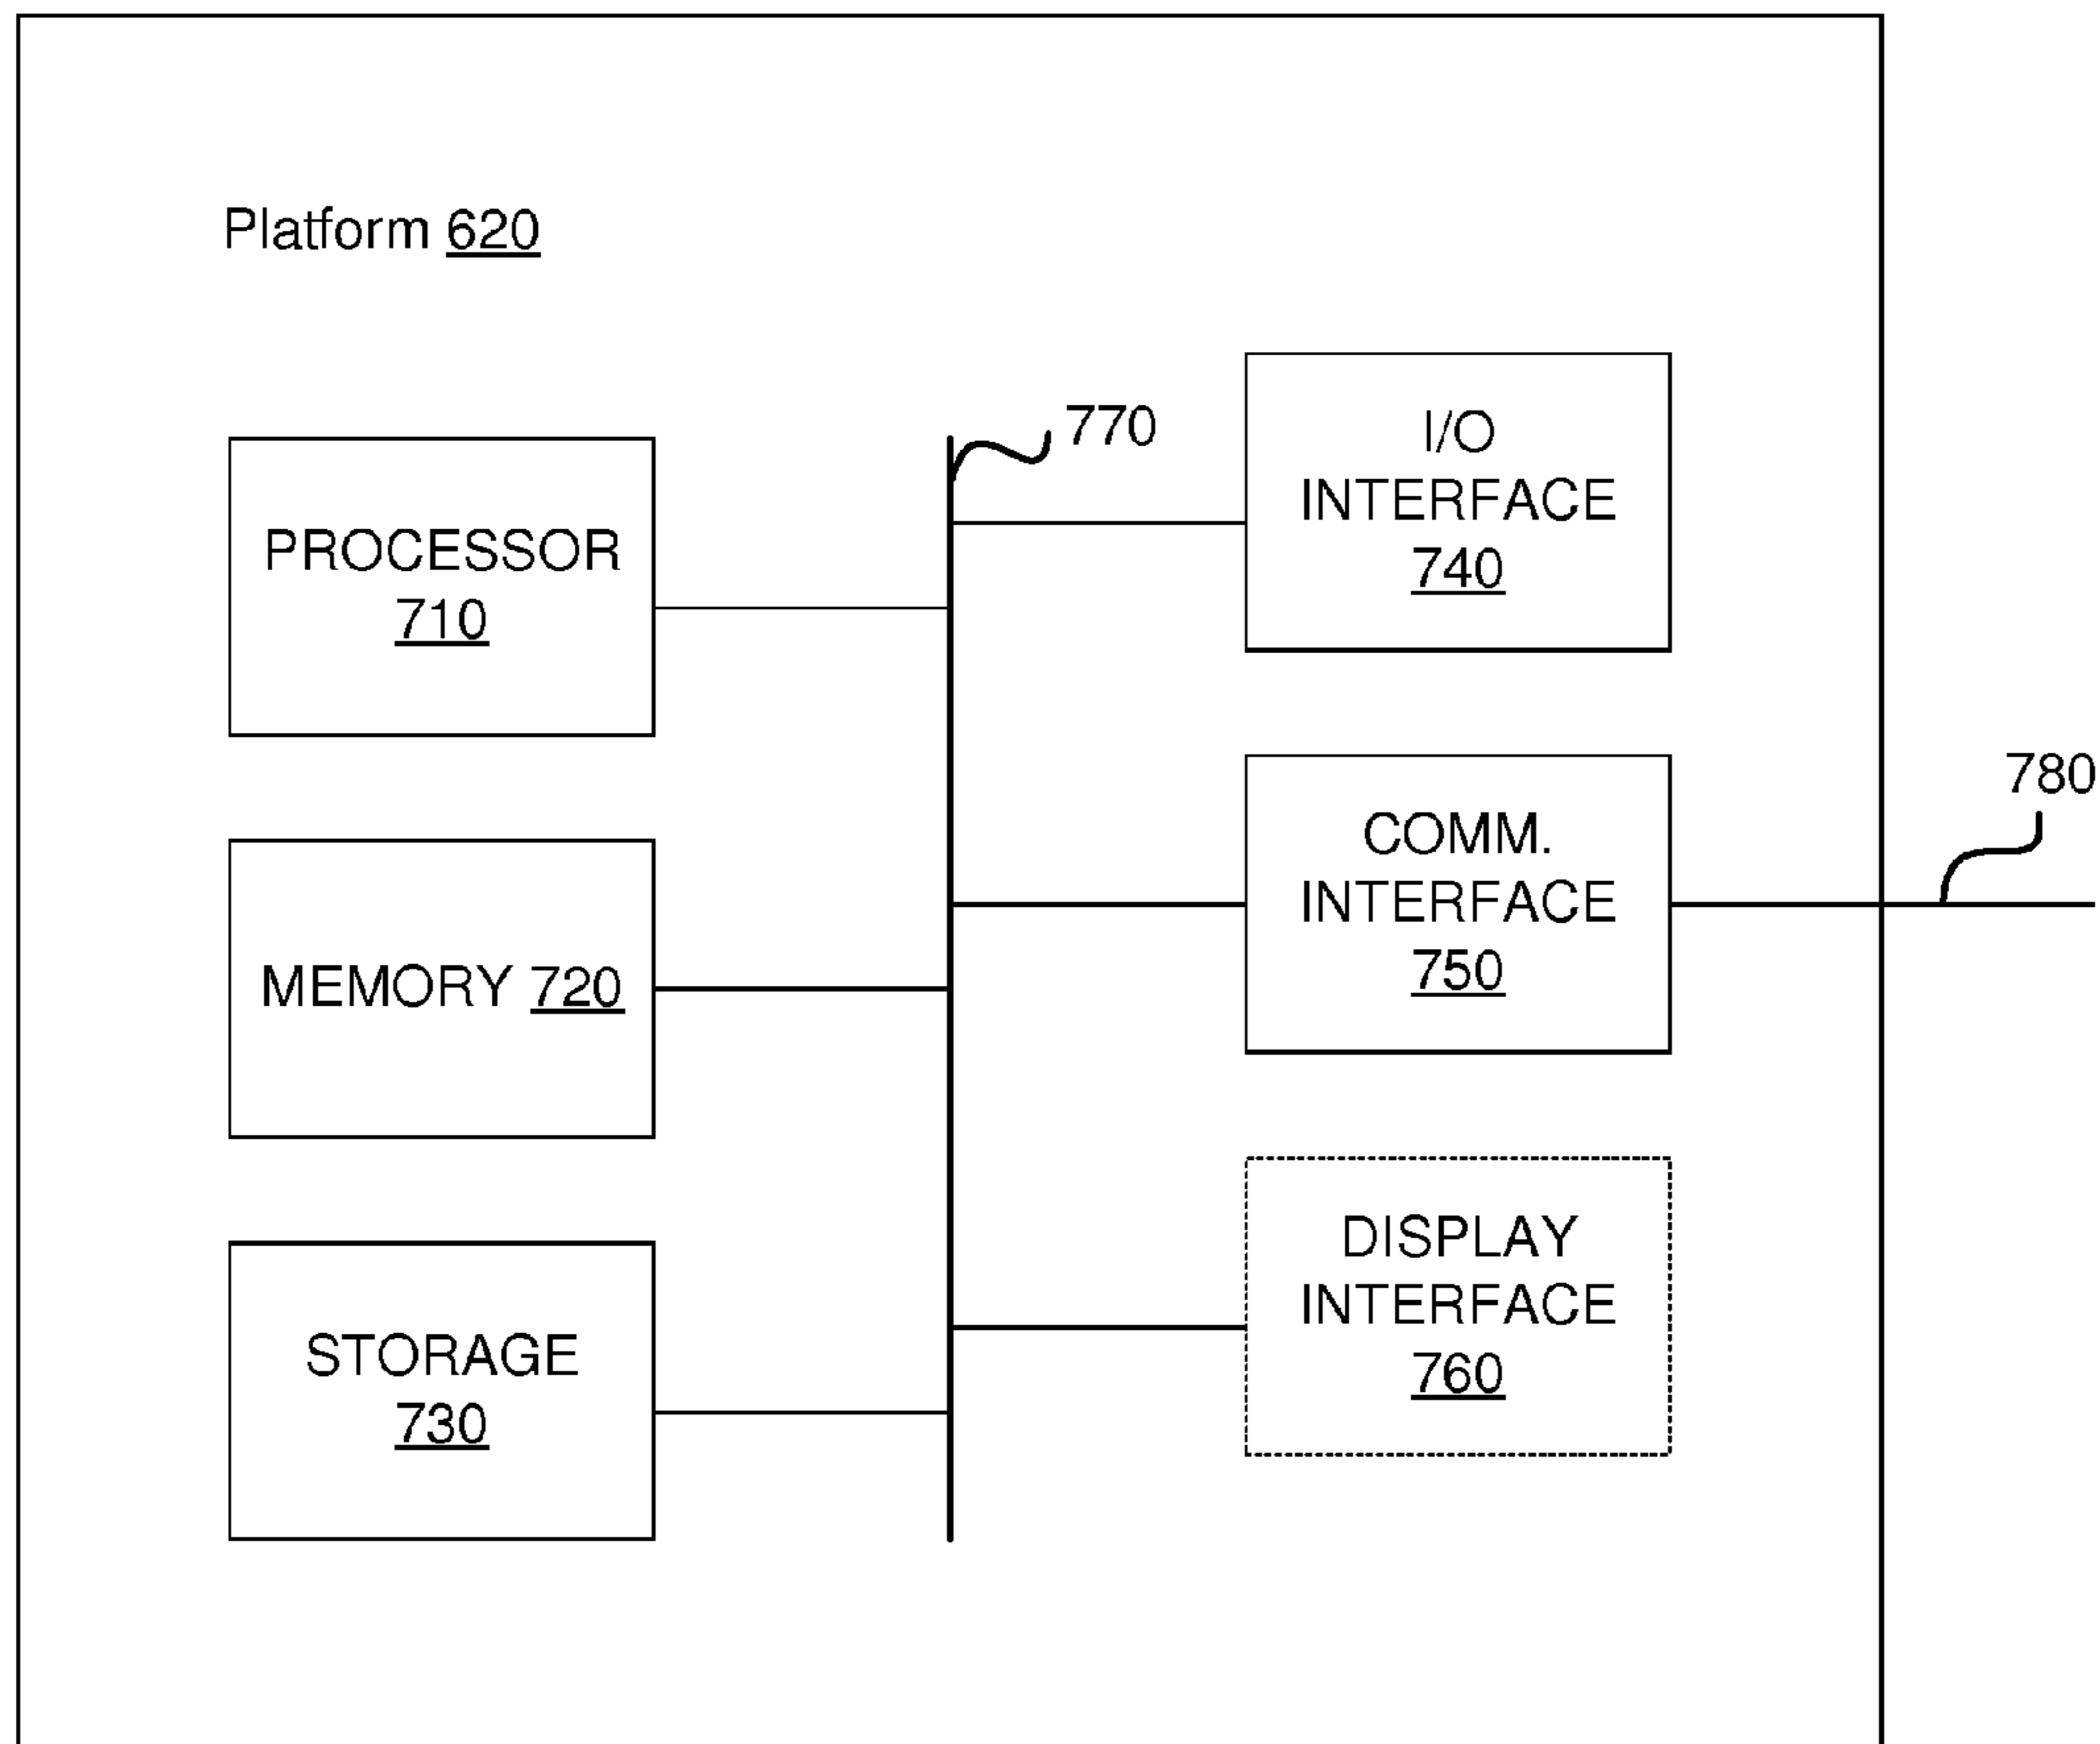 Platform 620
PROCESSOR
710
MEMORY 720
STORAGE
730
770
I/O
INTERFACE
740
COMM.
INTERFACE
750
DISPLAY
INTERFACE
760
780